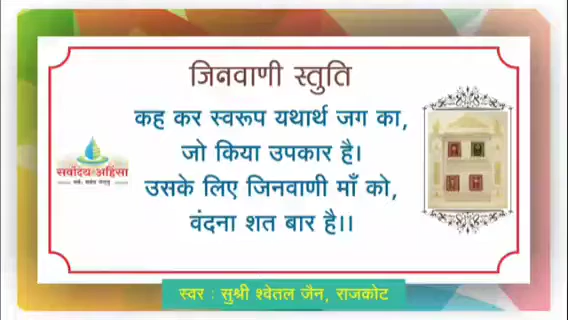 जिनवाणी स्तुति
कह कर स्वरूप यथार्थ जग का,
जो किया उपकार है।
उसके लिए जिनवाणी माँ को,
वंदना शत बार है।।
सर्वोदय अहिंसा
स्वर : सुश्री श्वेतल जैन, राजकोट